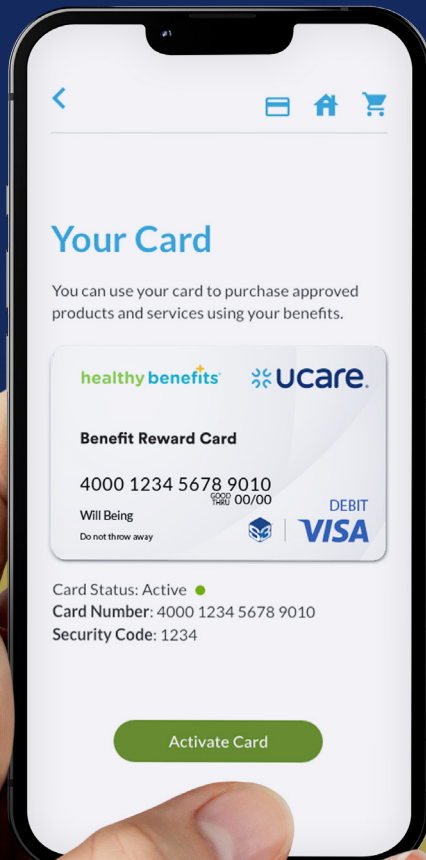 Your Card
You can use your card to purchase approved
products and services using your benefits.
healthy benefits
ucare.
Benefit Reward Card
4000 1234 5678 9010
GOOD
THRU 00/00
Will Being
DEBIT
Do not throw away
VISA
Card Status: Active
Card Number: 4000 1234 5678 9010
Security Code: 1234
Activate Card